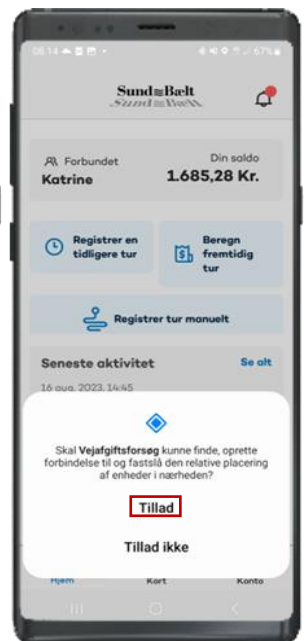 08.14
67%
Sund≋Bælt
Forbundet
Katrine
Din saldo
1.685,28 Kr.
Registrer en
tidligere tur
Beregn
fremtidig
tur
Registrer tur manuelt
Seneste aktivitet
Se alt
16 aug. 2023, 14:45
Skal Vejafgiftsforsøg kunne finde, oprette
forbindelse til og fastslå den relative placering
af enheder i nærheden?
Tillad
Tillad ikke
Hjem
Kort
Konto